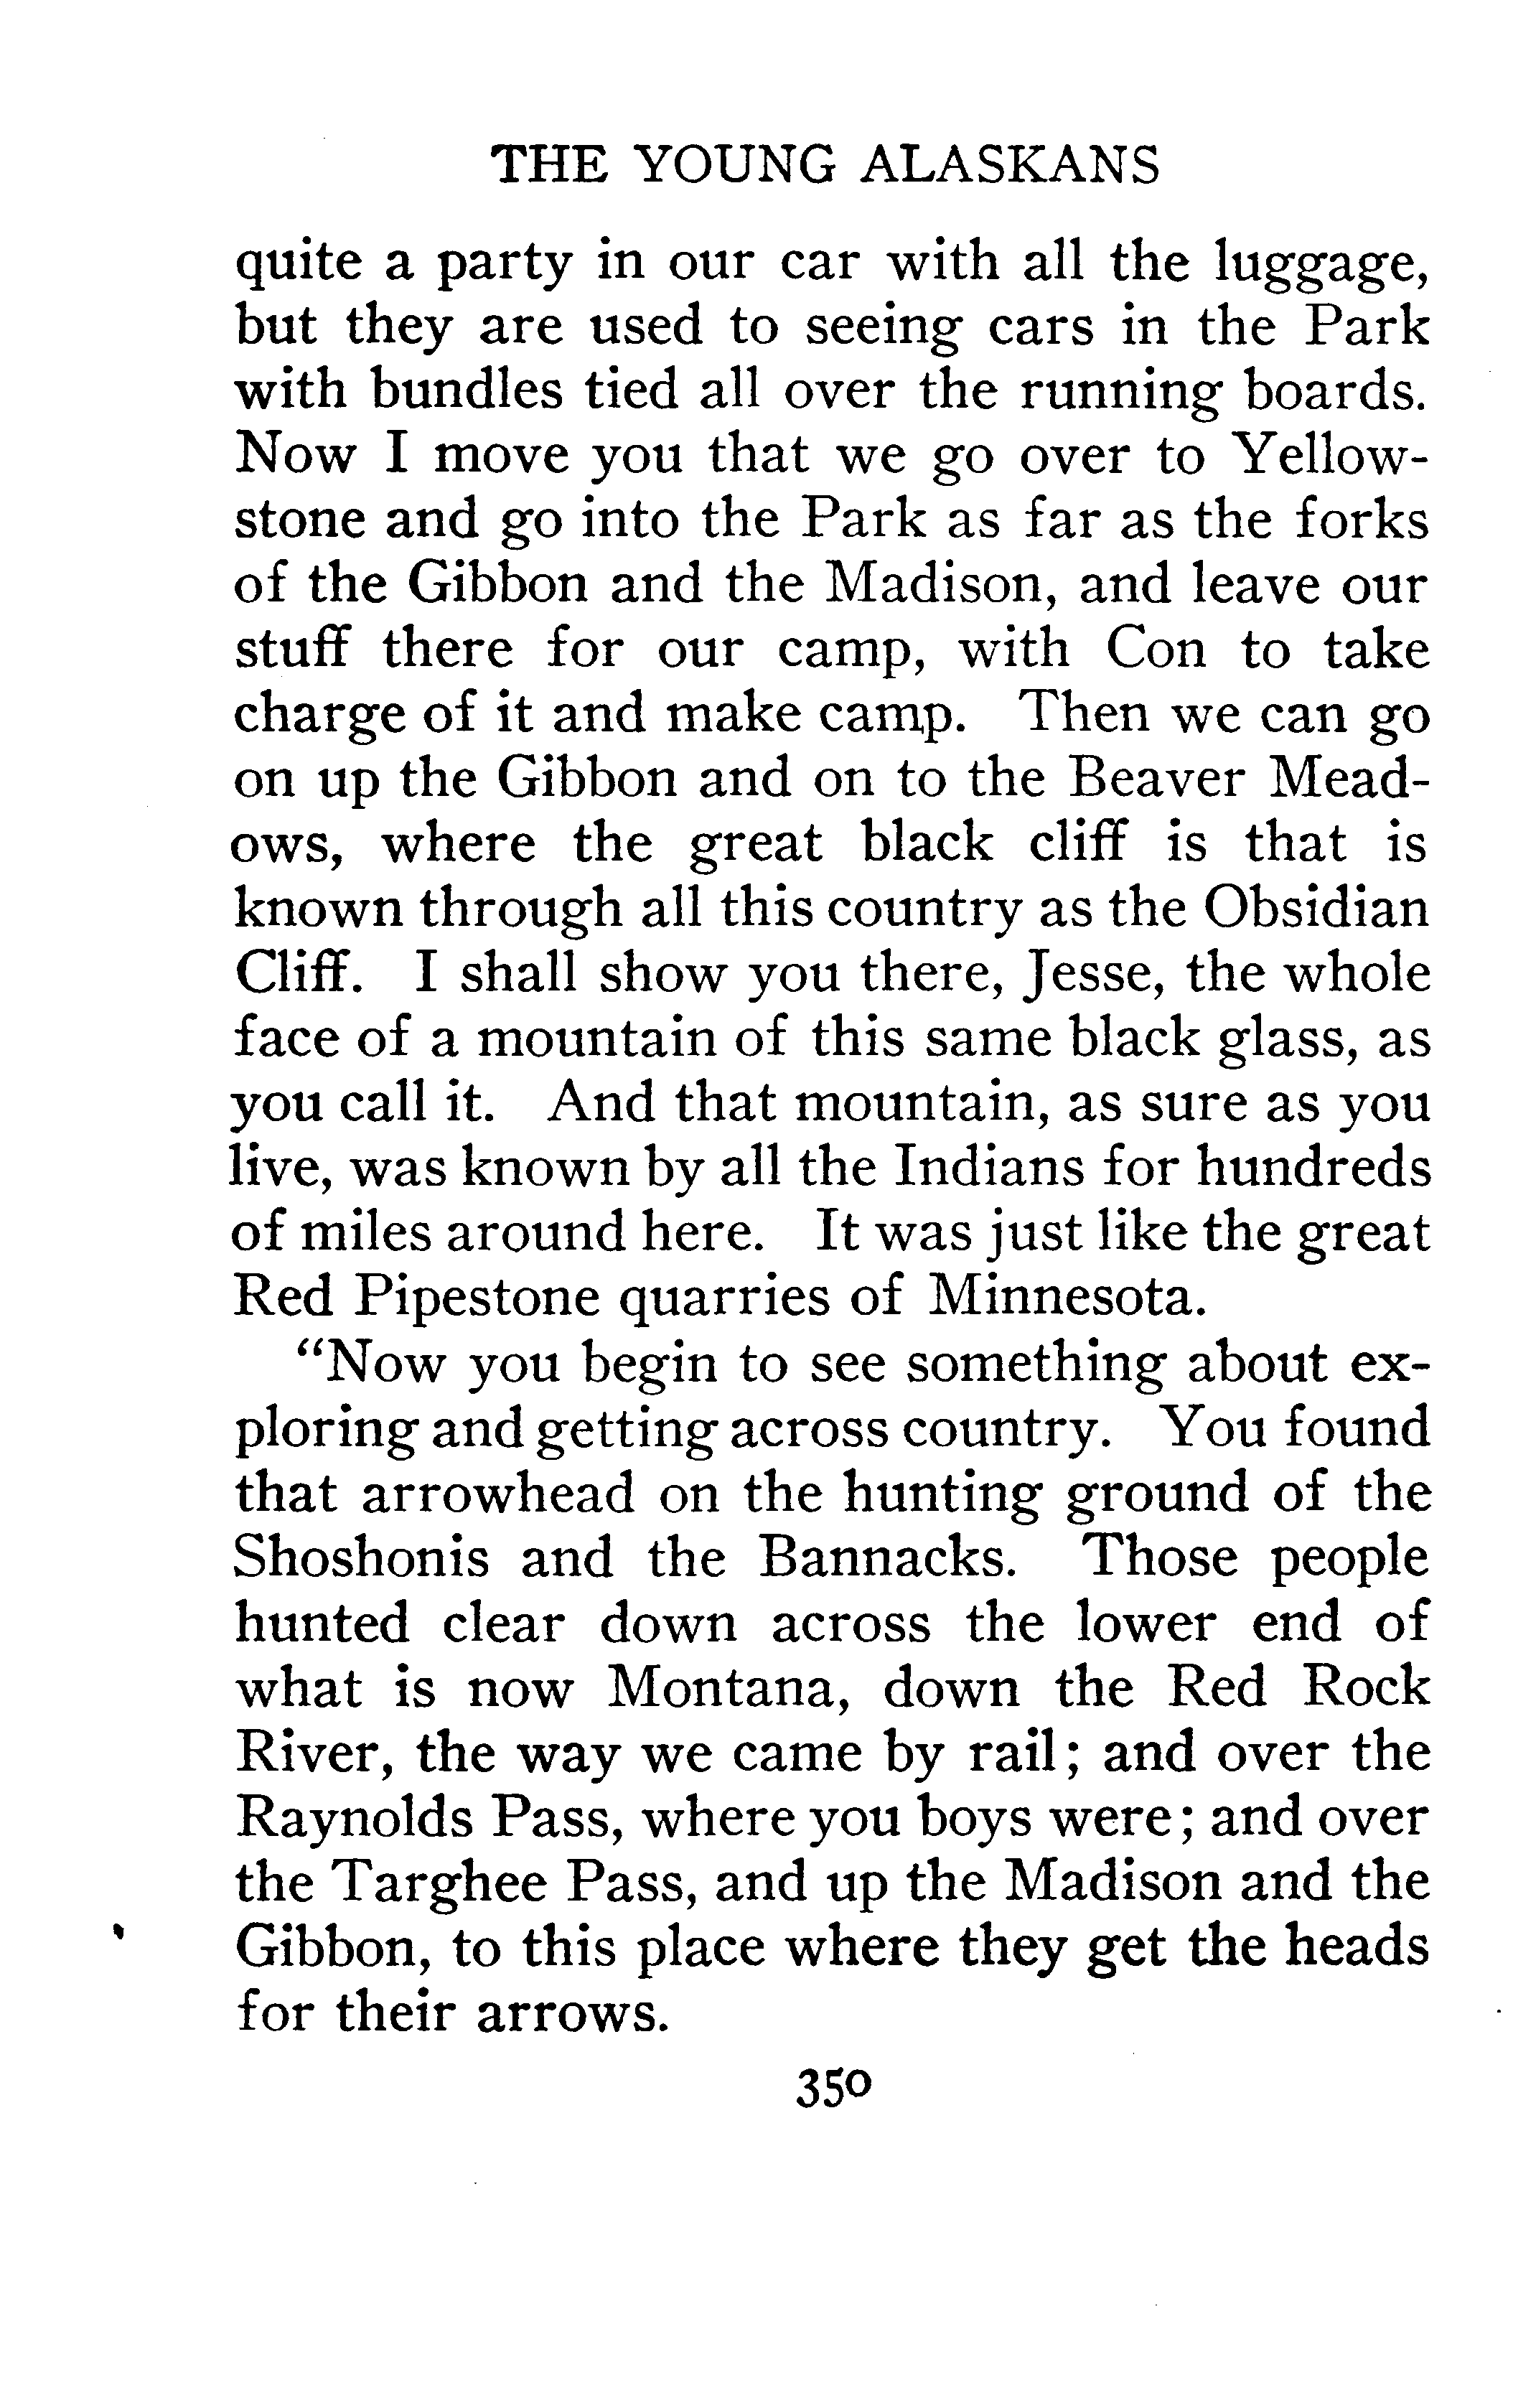 THE YOUNG ALASKANS
quite a party in our car with all the luggage,
but they are used to seeing cars in the Park
with bundles tied all over the running boards.
Now I move you that we go over to Yellow-
stone and go into the Park as far as the forks
of the Gibbon and the Madison, and leave our
stuff there for our camp, with Con to take
charge of it and make camp. Then we can go
on up the Gibbon and on to the Beaver Mead-
ows, where the great black cliff is that is
known through all this country as the Obsidian
Cliff. I shall show you there, Jesse, the whole
face of a mountain of this same black glass, as
you call it. And that mountain, as sure as you
live, was known by all the Indians for hundreds
of miles around here. It was just like the great
Red Pipestone quarries of Minnesota.
"Now you begin to see something about ex-
ploring and getting across country. You found
that arrowhead on the hunting ground of the
Shoshonis and the Bannacks. Those people
hunted clear down across the lower end of
what is now Montana, down the Red Rock
River, the way we came by rail; and over the
Raynolds Pass, where you boys were; and over
the Targhee Pass, and up the Madison and the
Gibbon, to this place where they get the heads
for their arrows.
350